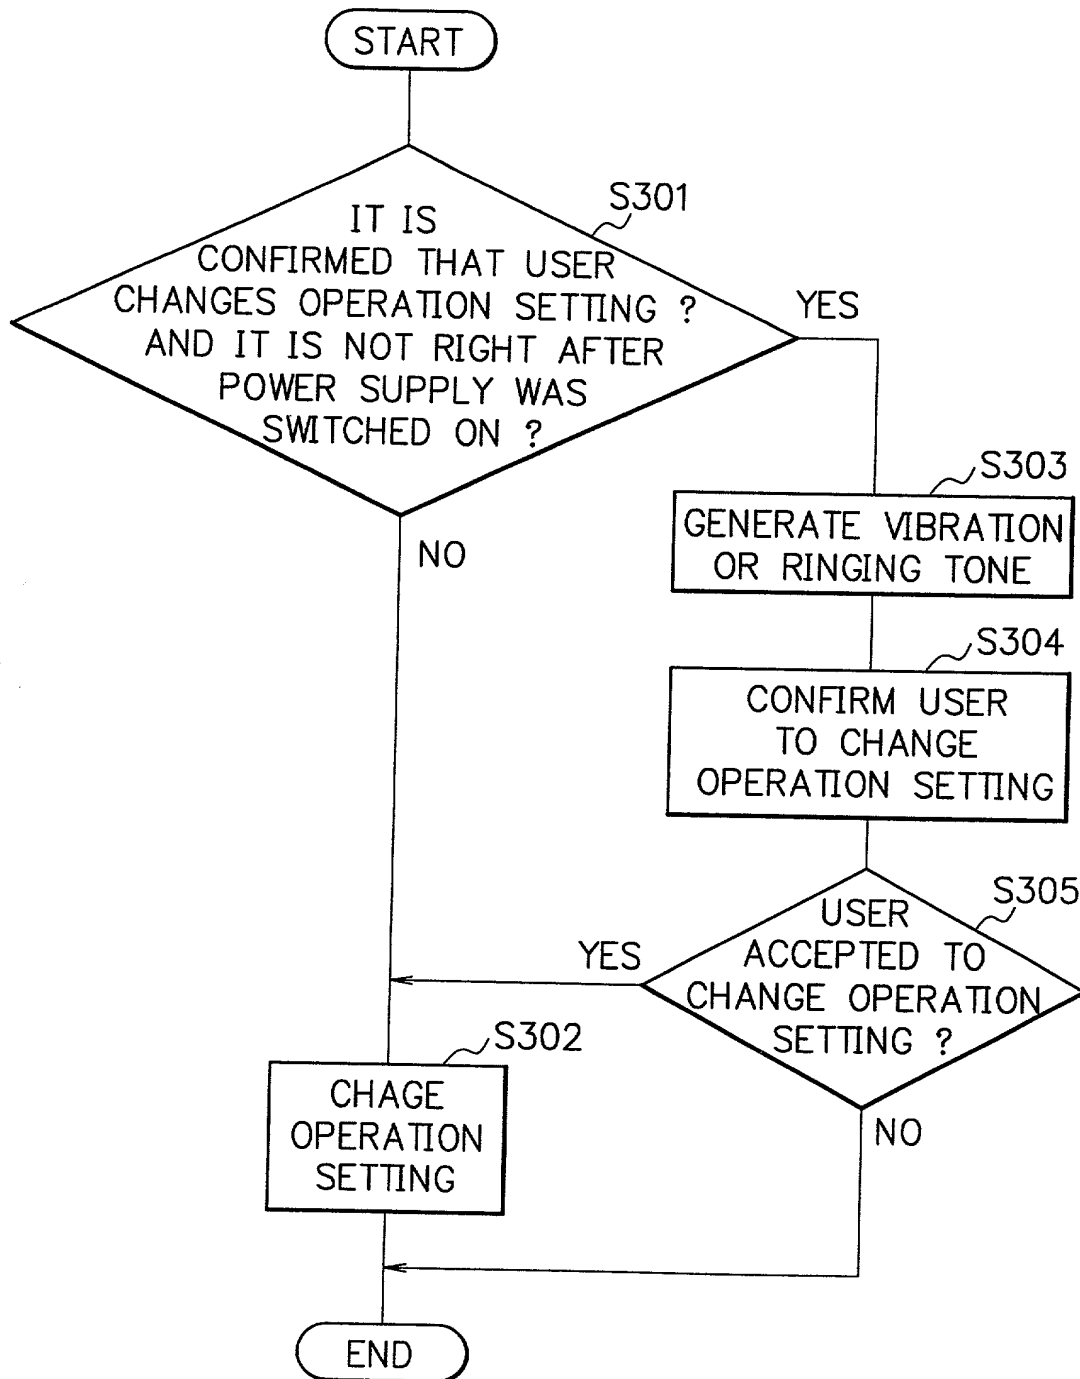 START
S301
IT IS
CONFIRMED THAT USER
CHANGES OPERATION SETTING ?
AND IT IS NOT RIGHT AFTER
POWER SUPPLY WAS
SWITCHED ON ?
YES
NO
S303
GENERATE VIBRATION
OR RINGING TONE
S304
CONFIRM USER
TO CHANGE
OPERATION SETTING
S305
USER
ACCEPTED TO
CHANGE OPERATION
SETTING ?
YES
NO
S302
CHAGE
OPERATION
SETTING
END